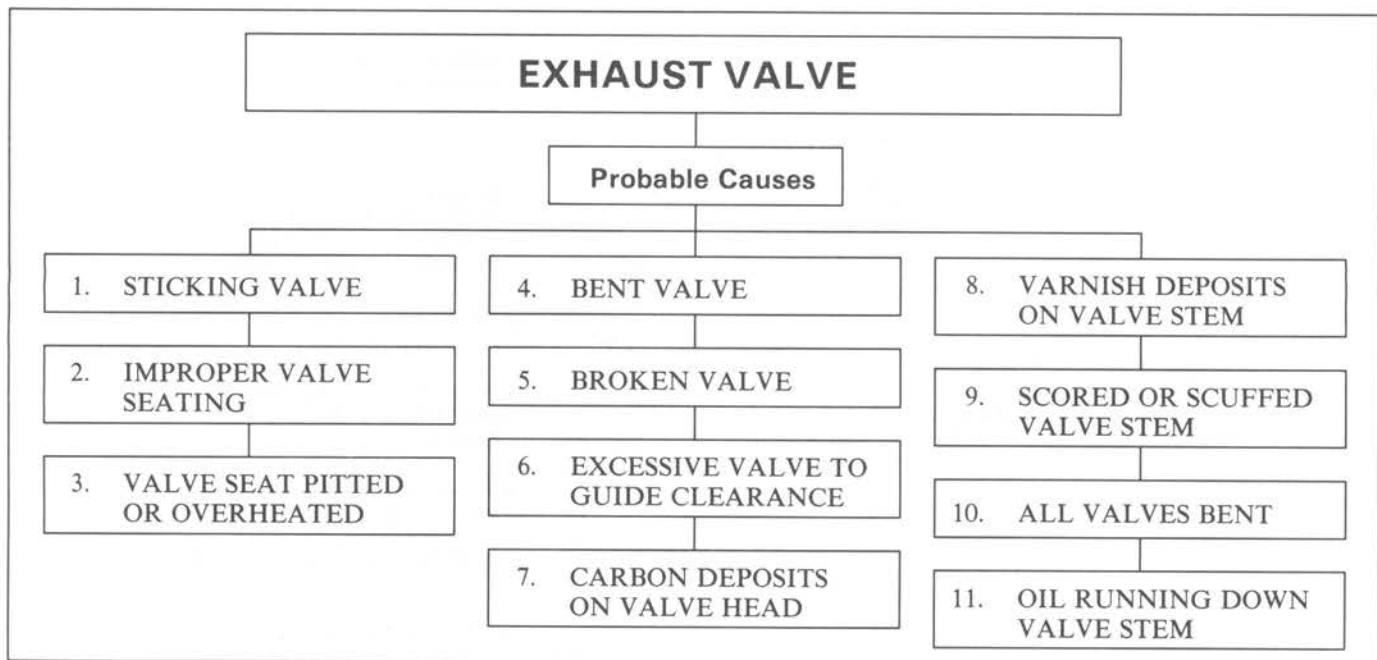 EXHAUST VALVE
Probable Causes
1. STICKING VALVE
2. IMPROPER VALVE
SEATING
3. VALVE SEAT PITTED
OR OVERHEATED
4. BENT VALVE
5. BROKEN VALVE
6. EXCESSIVE VALVE TO
GUIDE CLEARANCE
7. CARBON DEPOSITS
ON VALVE HEAD
8. VARNISH DEPOSITS
ON VALVE STEM
9. SCORED OR SCUFFED
VALVE STEM
10. ALL VALVES BENT
11. OIL RUNNING DOWN
VALVE STEM